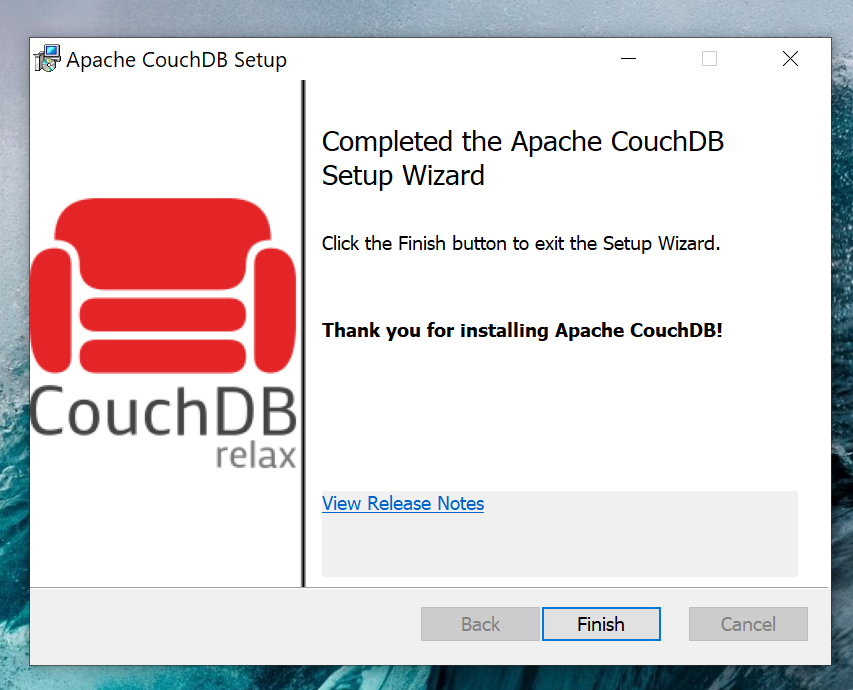 Apache CouchDB Setup
Completed the Apache CouchDB
Setup Wizard
Click the Finish button to exit the Setup Wizard.
Thank you for installing Apache CouchDB!
CouchDB
relax
View Release Notes
Back
Finish
Cancel